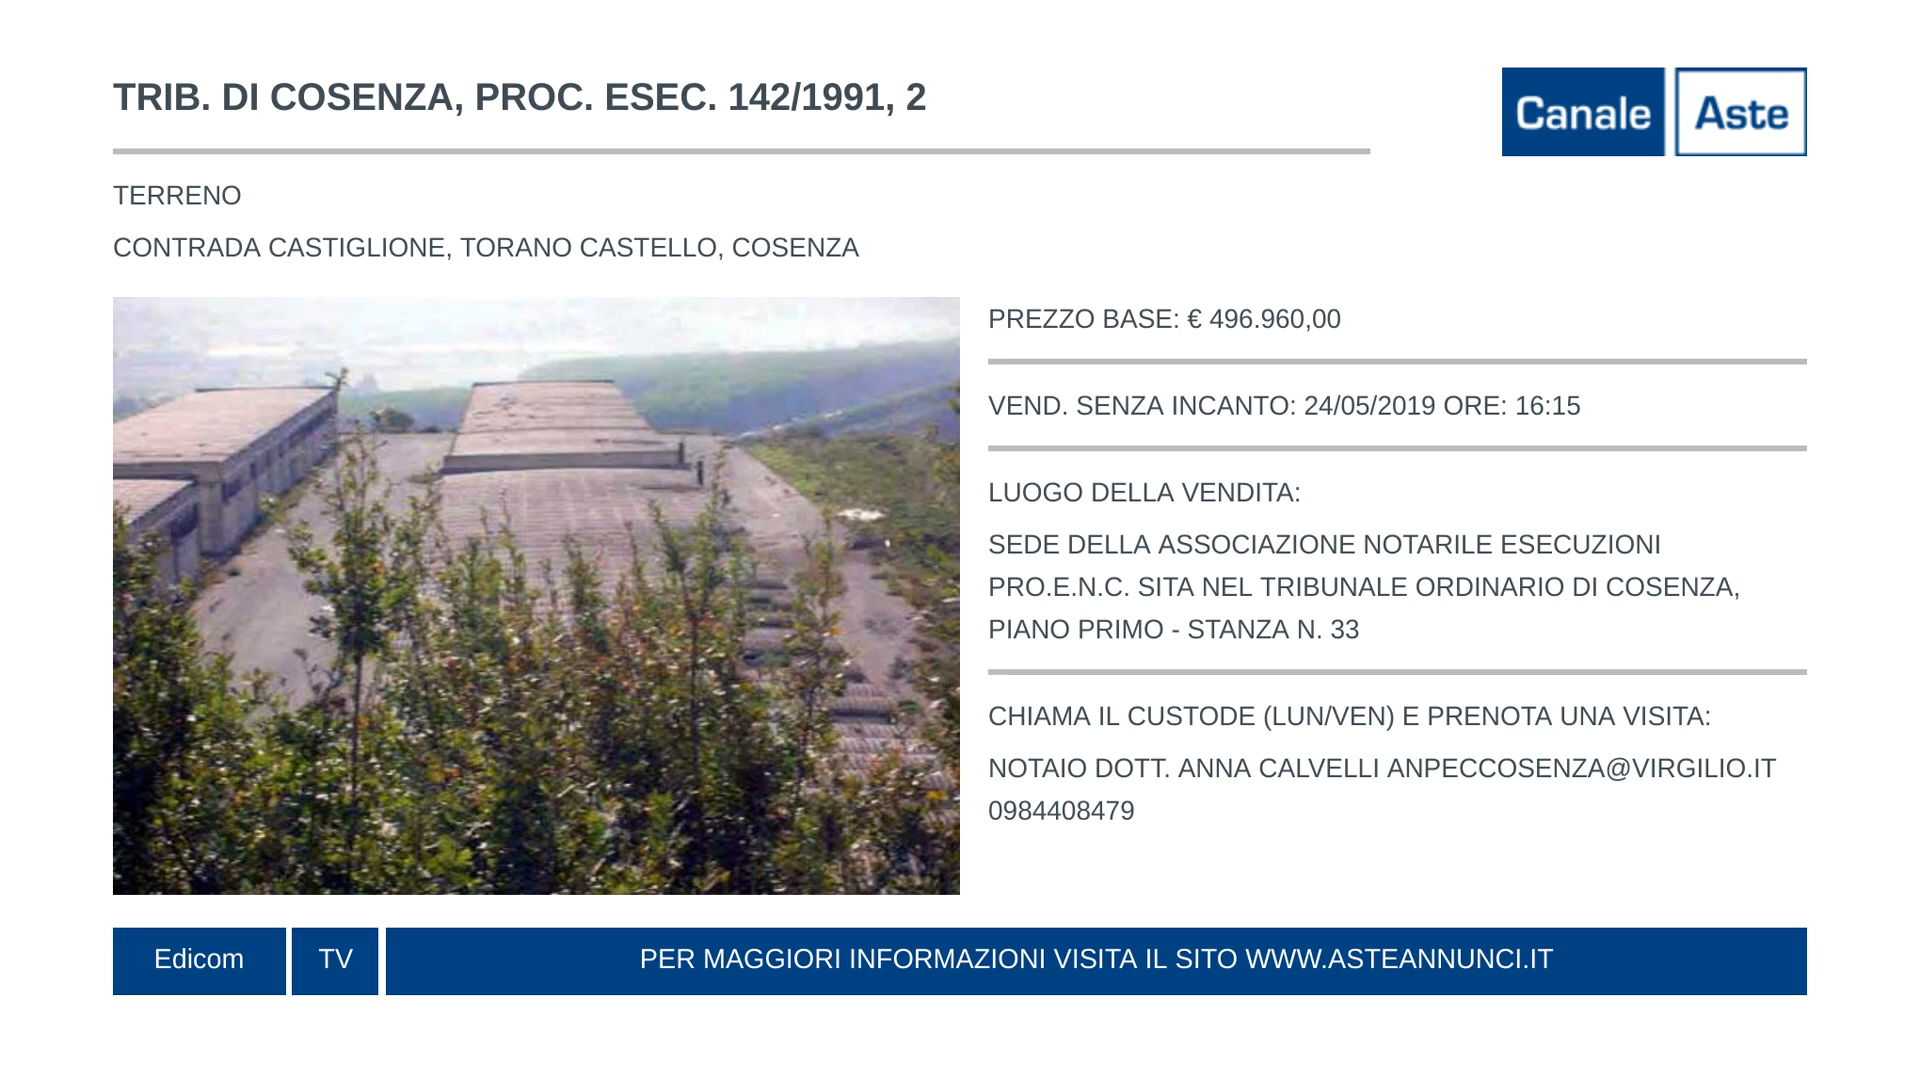 TRIB. DI COSENZA, PROC. ESEC. 142/1991, 2
Canale Aste
TERRENO
CONTRADA CASTIGLIONE, TORANO CASTELLO, COSENZA
PREZZO BASE: € 496.960,00
VEND. SENZA INCANTO: 24/05/2019 ORE: 16:15
LUOGO DELLA VENDITA:
SEDE DELLA ASSOCIAZIONE NOTARILE ESECUZIONI
PRO.E.N.C. SITA NEL TRIBUNALE ORDINARIO DI COSENZA,
PIANO PRIMO - STANZA N. 33
CHIAMA IL CUSTODE (LUN/VEN) E PRENOTA UNA VISITA:
NOTAIO DOTT. ANNA CALVELLI ANPECCOSENZA@VIRGILIO.IT
0984408479
Edicom TV PER MAGGIORI INFORMAZIONI VISITA IL SITO WWW.ASTEANNUNCI.IT